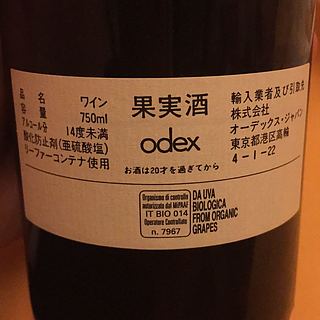 品名 ワイン
750ml
アルコール分 14度未満
酸化防止剤(亜硫酸塩)
リーファーコンテナ使用
果実酒
odex
お酒は20才を過ぎてから
輸入業者及び引取先
株式会社
オーデックス・ジャパン
東京都港区高輪
4-1-22
Organismo di controllo
autorizzato dal MiPAAF
IT BIO 014
Operatore Controllato
n. 7967
DA UVA
BIOLOGICA
FROM ORGANIC
GRAPES